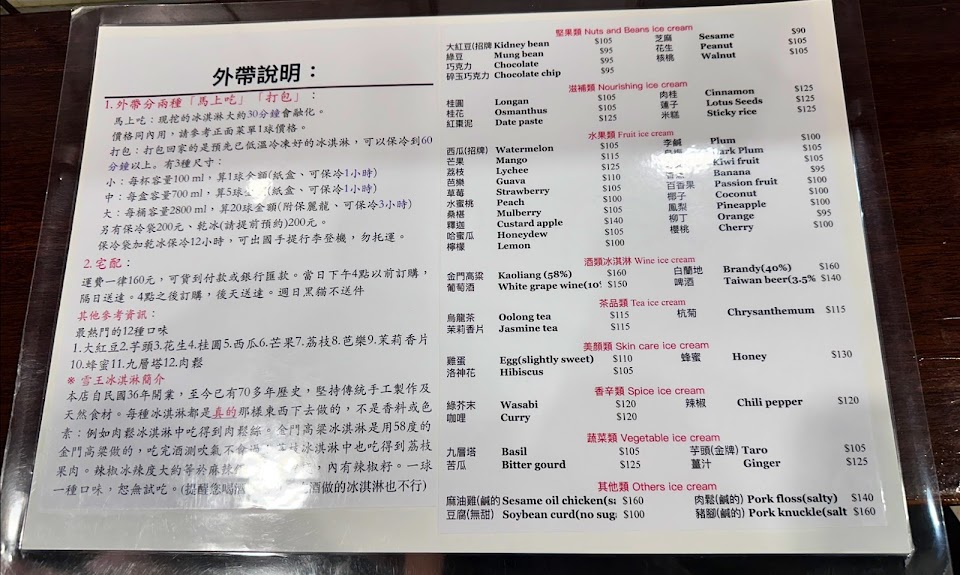 外帶說明：
1.外帶分兩種「馬上吃」「打包」：
馬上吃：現挖的冰淇淋大約30分鐘會融化。
價格同內用，請參考正面菜單1球價格。
打包：打包回家的是預先已低溫冷凍好的冰淇淋，可以保冷到60
分鐘以上。有3種尺寸：
小：每杯容量100 ml，算1球金額(紙盒、可保冷1小時)
中：每盒容量700 ml，算5球金額(紙盒、可保冷1小時)
大：每桶容量2800 ml，算20球金額(附保麗龍、可保冷3小時)
另有保冷袋200元、乾冰(請提前預約)200元。
保冷袋加乾冰保冷12小時，可出國手提行李登機，勿托運。
2.宅配：
運費一律160元，可貨到付款或銀行匯款。當日下午4點以前訂購，
隔日送達。4點之後訂購，後天送達。週日黑貓不送件
其他參考資訊：
最熱門的12種口味
1.大紅豆2.芋頭3.花生4.桂圓5.西瓜6.芒果7.荔枝8.芭樂9.茉莉香片
10.蜂蜜11.九層塔12.肉鬆
※ 雪王冰淇淋簡介
本店自民國36年開業，至今已有70多年歷史，堅持傳統手工製作及
天然食材。每種冰淇淋都是真的那樣東西下去做的，不是香料或色
素：例如肉鬆冰淇淋中吃得到肉鬆絲。金門高粱冰淇淋是用58度的
金門高粱做的，吃完酒測吹氣不會過 枝冰淇淋中也吃得到荔枝
果肉。辣椒冰辣度大約等於麻辣 ，內有辣椒籽。一球
一種口味，恕無試吃。(提醒您喝酒 酒做的冰淇淋也不行)
堅果類 Nuts and Beans ice cream
大紅豆(招牌 Kidney bean $105 芝麻 Sesame $90
綠豆 Mung bean $95 花生 Peanut $105
巧克力 Chocolate $95 核桃 Walnut $105
碎玉巧克力 Chocolate chip $95
滋補類 Nourishing ice cream
桂圓 Longan $105 肉桂 Cinnamon $125
桂花 Osmanthus $105 蓮子 Lotus Seeds $125
紅棗泥 Date paste $125 米糕 Sticky rice $125
水果類 Fruit ice cream
西瓜(招牌) Watermelon $105 李鹹 Plum $100
芒果 Mango $115 Dark Plum $105
荔枝 Lychee $125 Kiwi fruit $105
芭樂 Guava $110 Banana $95
草莓 Strawberry $105 百香果 Passion fruit $100
水蜜桃 Peach $100 椰子 Coconut $100
桑椹 Mulberry $105 鳳梨 Pineapple $100
釋迦 Custard apple $140 柳丁 Orange $95
哈蜜瓜 Honeydew $105 櫻桃 Cherry $100
檸檬 Lemon $100
酒類冰淇淋 Wine ice cream
金門高粱 Kaoliang (58%) $160 白蘭地 Brandy(40%) $160
葡萄酒 White grape wine(10% $150 啤酒 Taiwan beer(3.5% $140
茶品類 Tea ice cream
烏龍茶 Oolong tea $115 杭菊 Chrysanthemum $115
茉莉香片 Jasmine tea $115
美顏類 Skin care ice cream
雞蛋 Egg(slightly sweet) $110 蜂蜜 Honey $130
洛神花 Hibiscus $105
香辛類 Spice ice cream
綠芥末 Wasabi $120 辣椒 Chili pepper $120
咖哩 Curry $120
蔬菜類 Vegetable ice cream
九層塔 Basil $105 芋頭(金牌) Taro $105
苦瓜 Bitter gourd $125 薑汁 Ginger $125
其他類 Others ice cream
麻油雞(鹹的 Sesame oil chicken(sa $160 肉鬆(鹹的) Pork floss(salty) $140
豆腐(無甜) Soybean curd(no sug $100 豬腳(鹹的) Pork knuckle(salt $160